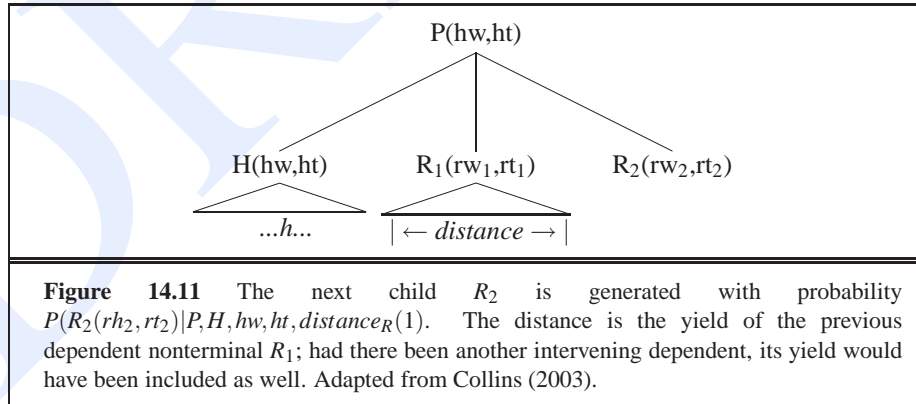 P(hw,ht)
H(hw,ht) R₁(rw₁,rt₁) R₂(rw₂,rt₂)
...h... | ← distance → |
Figure 14.11 The next child R₂ is generated with probability
P(R₂(rh₂,rt₂)|P,H,hw,ht,distance_R(1). The distance is the yield of the previous
dependent nonterminal R₁; had there been another intervening dependent, its yield would
have been included as well. Adapted from Collins (2003).